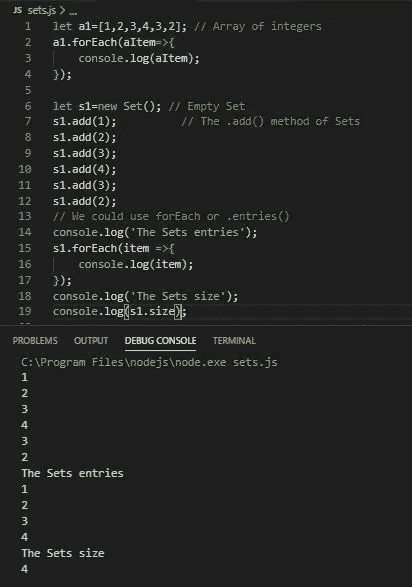 JS sets.js > ...
1 let a1=[1,2,3,4,3,2]; // Array of integers
2 a1.forEach(aItem=>{
3 console.log(aItem);
4 });
5
6 let s1=new Set(); // Empty Set
7 s1.add(1); // The .add() method of Sets
8 s1.add(2);
9 s1.add(3);
10 s1.add(4);
11 s1.add(3);
12 s1.add(2);
13 // We could use forEach or .entries()
14 console.log('The Sets entries');
15 s1.forEach(item =>{
16 console.log(item);
17 });
18 console.log('The Sets size');
19 console.log(s1.size);
PROBLEMS OUTPUT DEBUG CONSOLE TERMINAL
C:\Program Files\nodejs\node.exe sets.js
1
2
3
4
3
2
The Sets entries
1
2
3
4
The Sets size
4